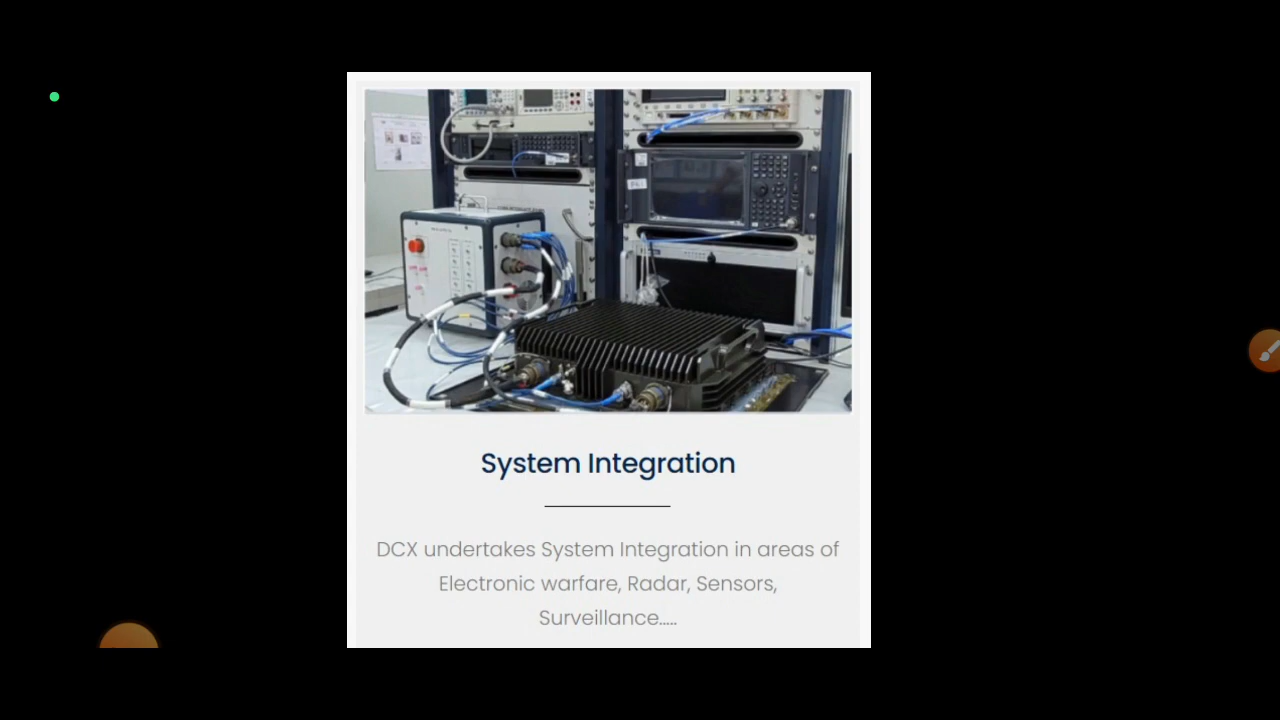 System Integration
DCX undertakes System Integration in areas of
Electronic warfare, Radar, Sensors,
Surveillance.....